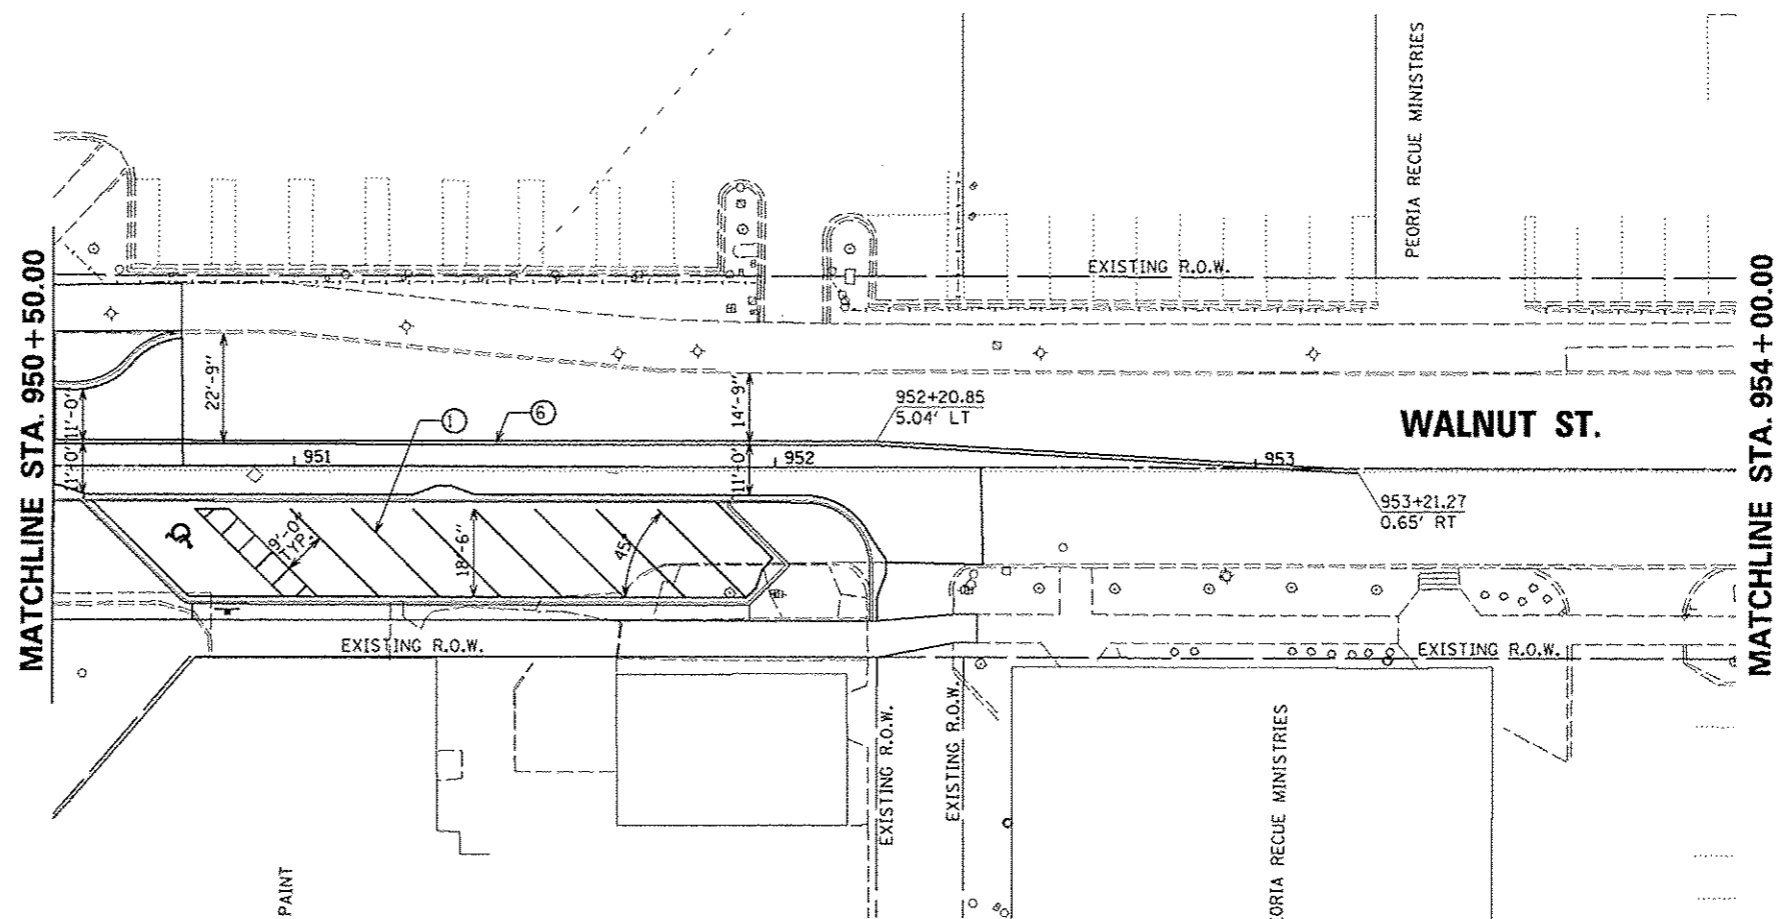 PEORIA RECUE MINISTRIES
EXISTING R.O.W.
MATCHLINE STA. 950+50.00
MATCHLINE STA. 954+00.00
11'-0"
22'-9"
1
6
14'-9"
952+20.85
5.04' LT
WALNUT ST.
11'-0"
951
11'-0"
952
953
953+21.27
0.65' RT
9'-0"
TYP.
18'-6"
45°
EXISTING R.O.W.
EXISTING R.O.W.
EXISTING R.O.W.
EXISTING R.O.W.
PEORIA RECUE MINISTRIES
PAINT